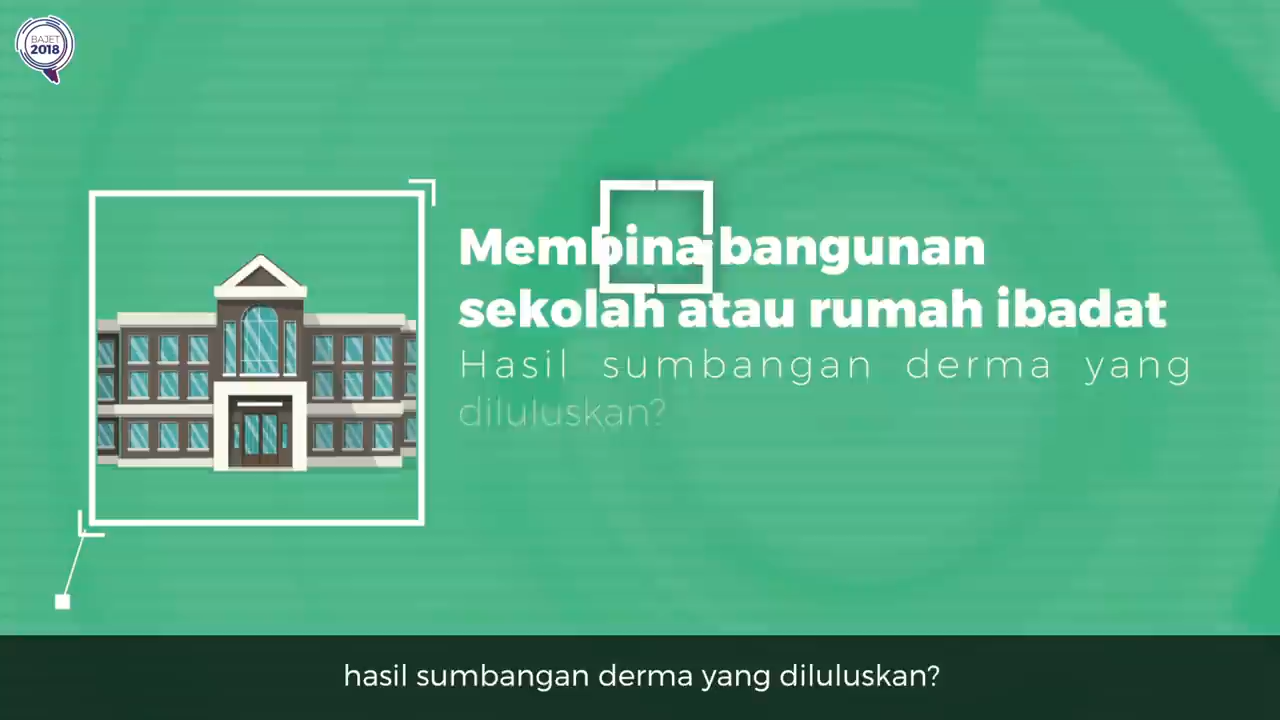 BAJET
2018
Membina bangunan
sekolah atau rumah ibadat
Hasil sumbangan derma yang
diluluskan?
hasil sumbangan derma yang diluluskan?